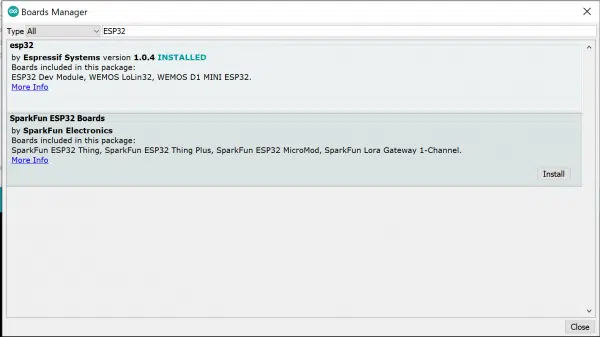 Boards Manager
Type All ESP32
esp32
by Espressif Systems version 1.0.4 INSTALLED
Boards included in this package:
ESP32 Dev Module, WEMOS LoLin32, WEMOS D1 MINI ESP32.
More Info
SparkFun ESP32 Boards
by SparkFun Electronics
Boards included in this package:
SparkFun ESP32 Thing, SparkFun ESP32 Thing Plus, SparkFun ESP32 MicroMod, SparkFun Lora Gateway 1-Channel.
More Info
Install
Close